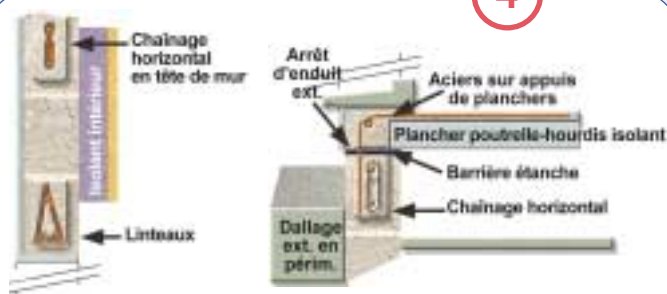 4
Chaînage
horizontal
en tête de mur
Isolant intérieur
Linteaux
Arrêt
d'enduit
ext.
Aciers sur appuis
de planchers
Plancher poutrelle-hourdis isolant
Barrière étanche
Chaînage horizontal
Dallage
ext. en
périm.